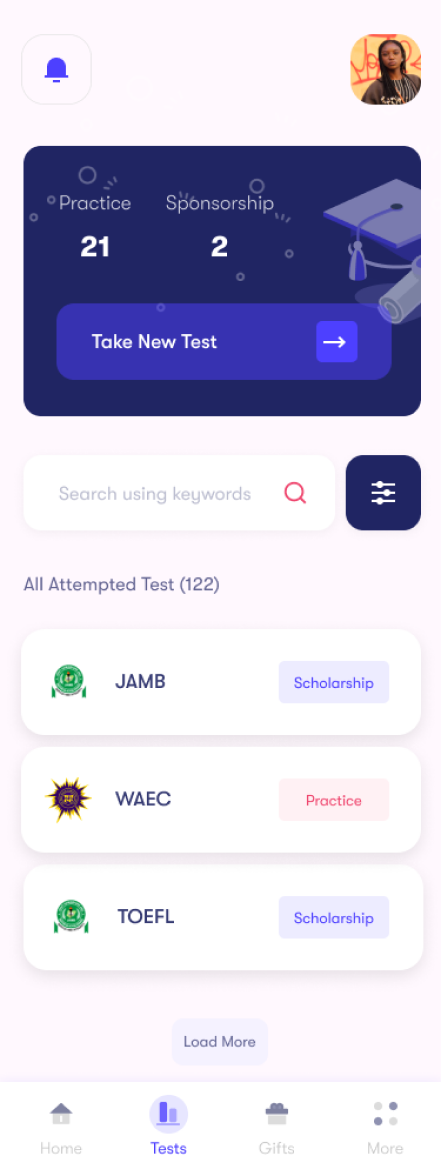 Practice Sponsorship
21 2
Take New Test
Search using keywords
All Attempted Test (122)
JAMB Scholarship
WAEC Practice
TOEFL Scholarship
Load More
Home Tests Gifts More